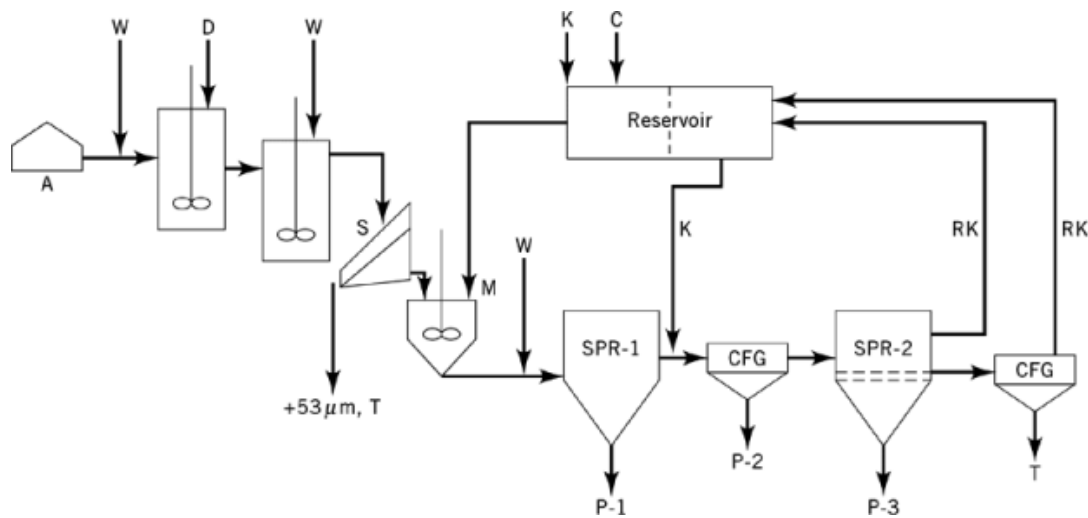 W
D
W
K
C
A
Reservoir
S
M
W
K
RK
RK
SPR-1
CFG
SPR-2
CFG
+53 μm, T
P-1
P-2
P-3
T